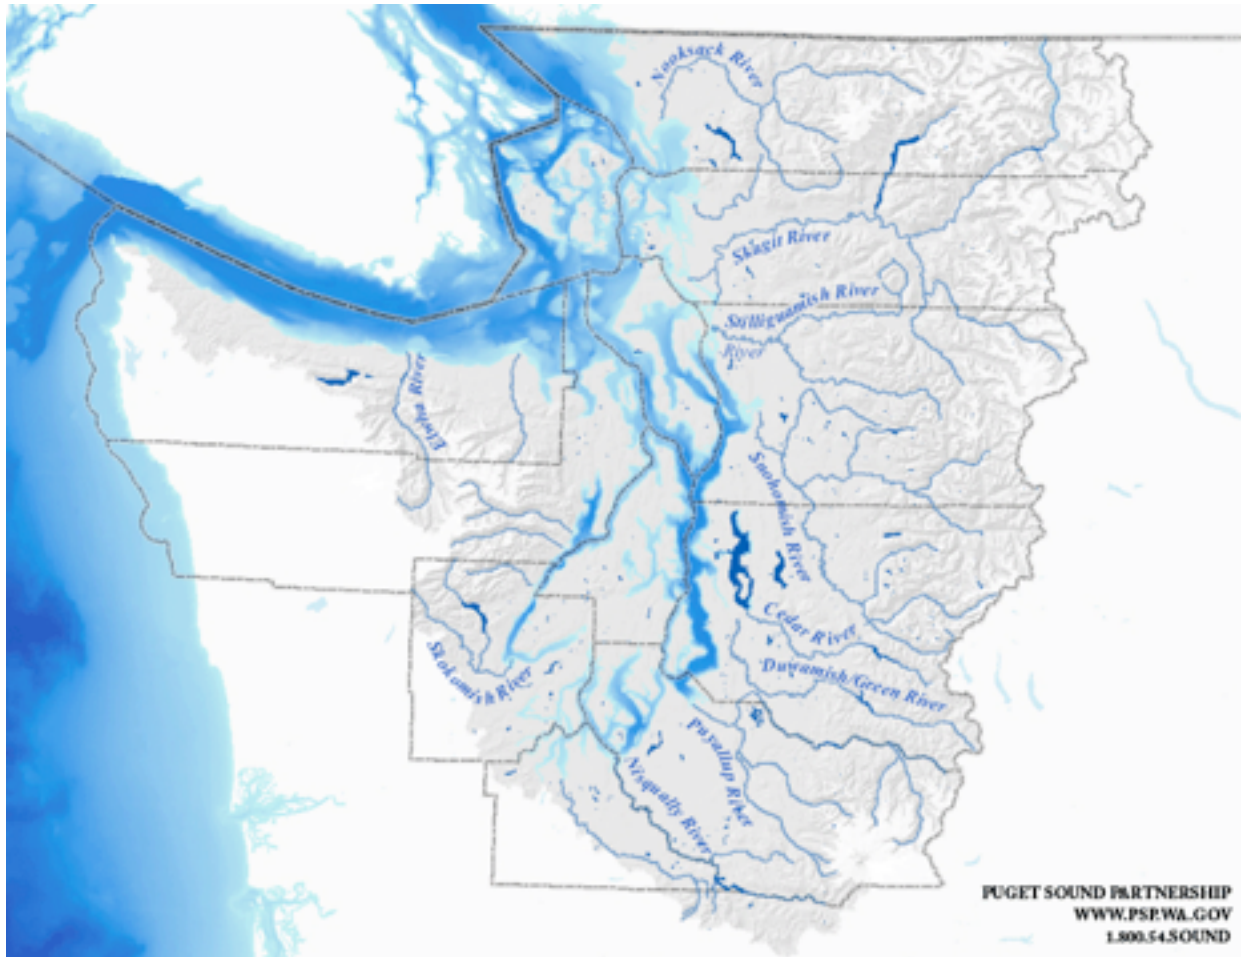 Nooksack River
Skagit River
Stilliguamish River
River
Elwha River
Snohomish River
Cedar River
Skokomish River
Duwamish/Green River
Puyallup River
Nisqually River
PUGET SOUND PARTNERSHIP
WWW.PSP.WA.GOV
1.800.54.SOUND